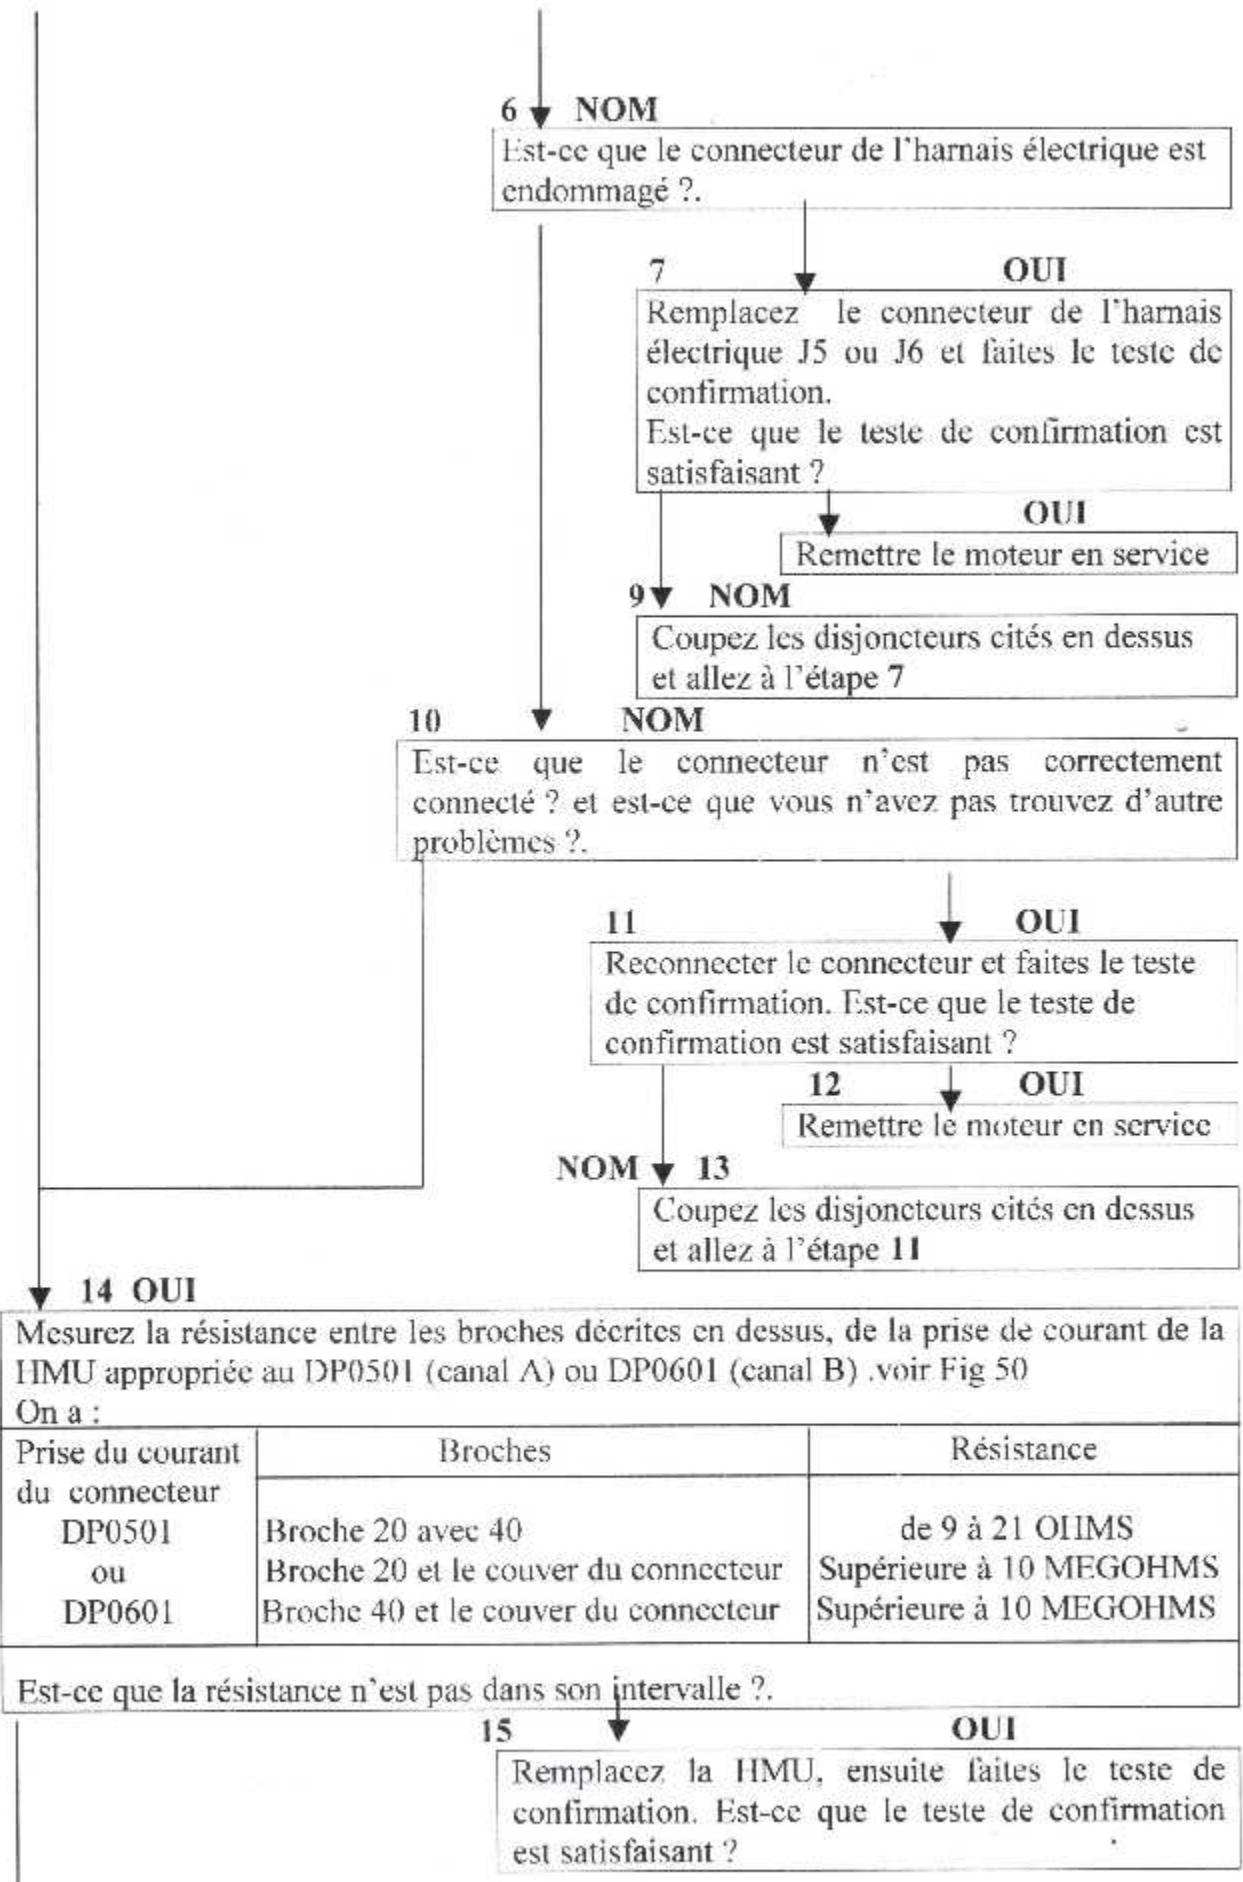 6 NOM
Est-ce que le connecteur de l'harnais électrique est
endommagé ?.
7 OUI
Remplacez le connecteur de l'harnais
électrique J5 ou J6 et faites le teste de
confirmation.
Est-ce que le teste de confirmation est
satisfaisant ?
OUI
Remettre le moteur en service
9 NOM
Coupez les disjoncteurs cités en dessus
et allez à l'étape 7
10 NOM
Est-ce que le connecteur n'est pas correctement
connecté ? et est-ce que vous n'avez pas trouvez d'autre
problèmes ?.
11 OUI
Reconnecter le connecteur et faites le teste
de confirmation. Est-ce que le teste de
confirmation est satisfaisant ?
12 OUI
Remettre le moteur en service
NOM 13
Coupez les disjoncteurs cités en dessus
et allez à l'étape 11
14 OUI
Mesurez la résistance entre les broches décrites en dessus, de la prise de courant de la
HMU appropriée au DP0501 (canal A) ou DP0601 (canal B) .voir Fig 50
On a :
Prise du courant Broches Résistance
du connecteur
DP0501 Broche 20 avec 40 de 9 à 21 OHMS
ou Broche 20 et le couver du connecteur Supérieure à 10 MEGOHMS
DP0601 Broche 40 et le couver du connecteur Supérieure à 10 MEGOHMS
Est-ce que la résistance n'est pas dans son intervalle ?.
15 OUI
Remplacez la HMU, ensuite faites le teste de
confirmation. Est-ce que le teste de confirmation
est satisfaisant ?